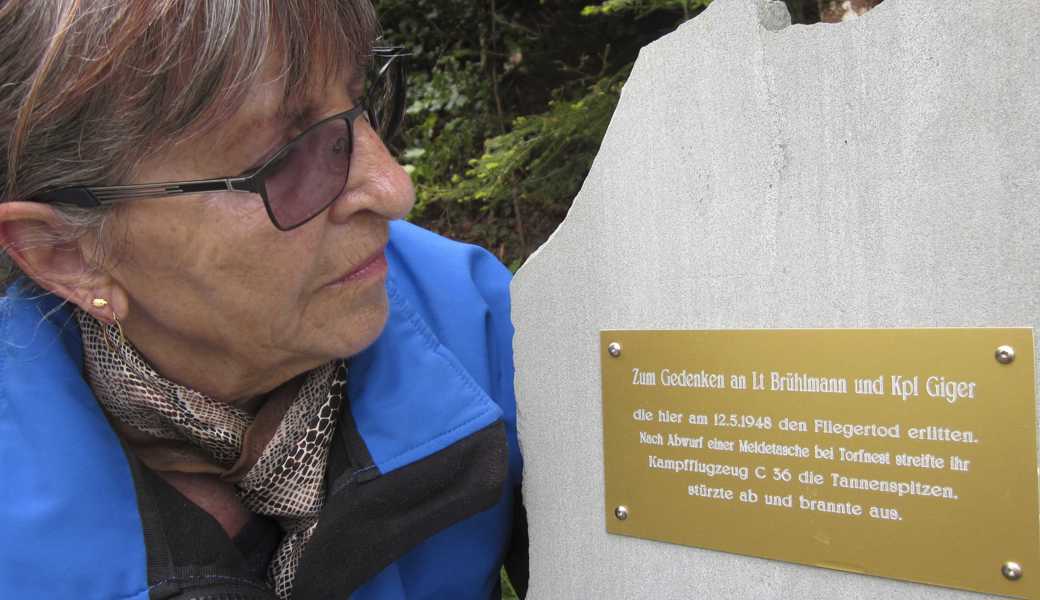 Zum Gedenken an Lt Brühlmann und Kpl Giger
die hier am 12.5.1948 den Fliegertod erlitten.
Nach Abwurf einer Meldetasche bei Torfnest streifte ihr
Kampfflugzeug C 36 die Tannenspitzen,
stürzte ab und brannte aus.